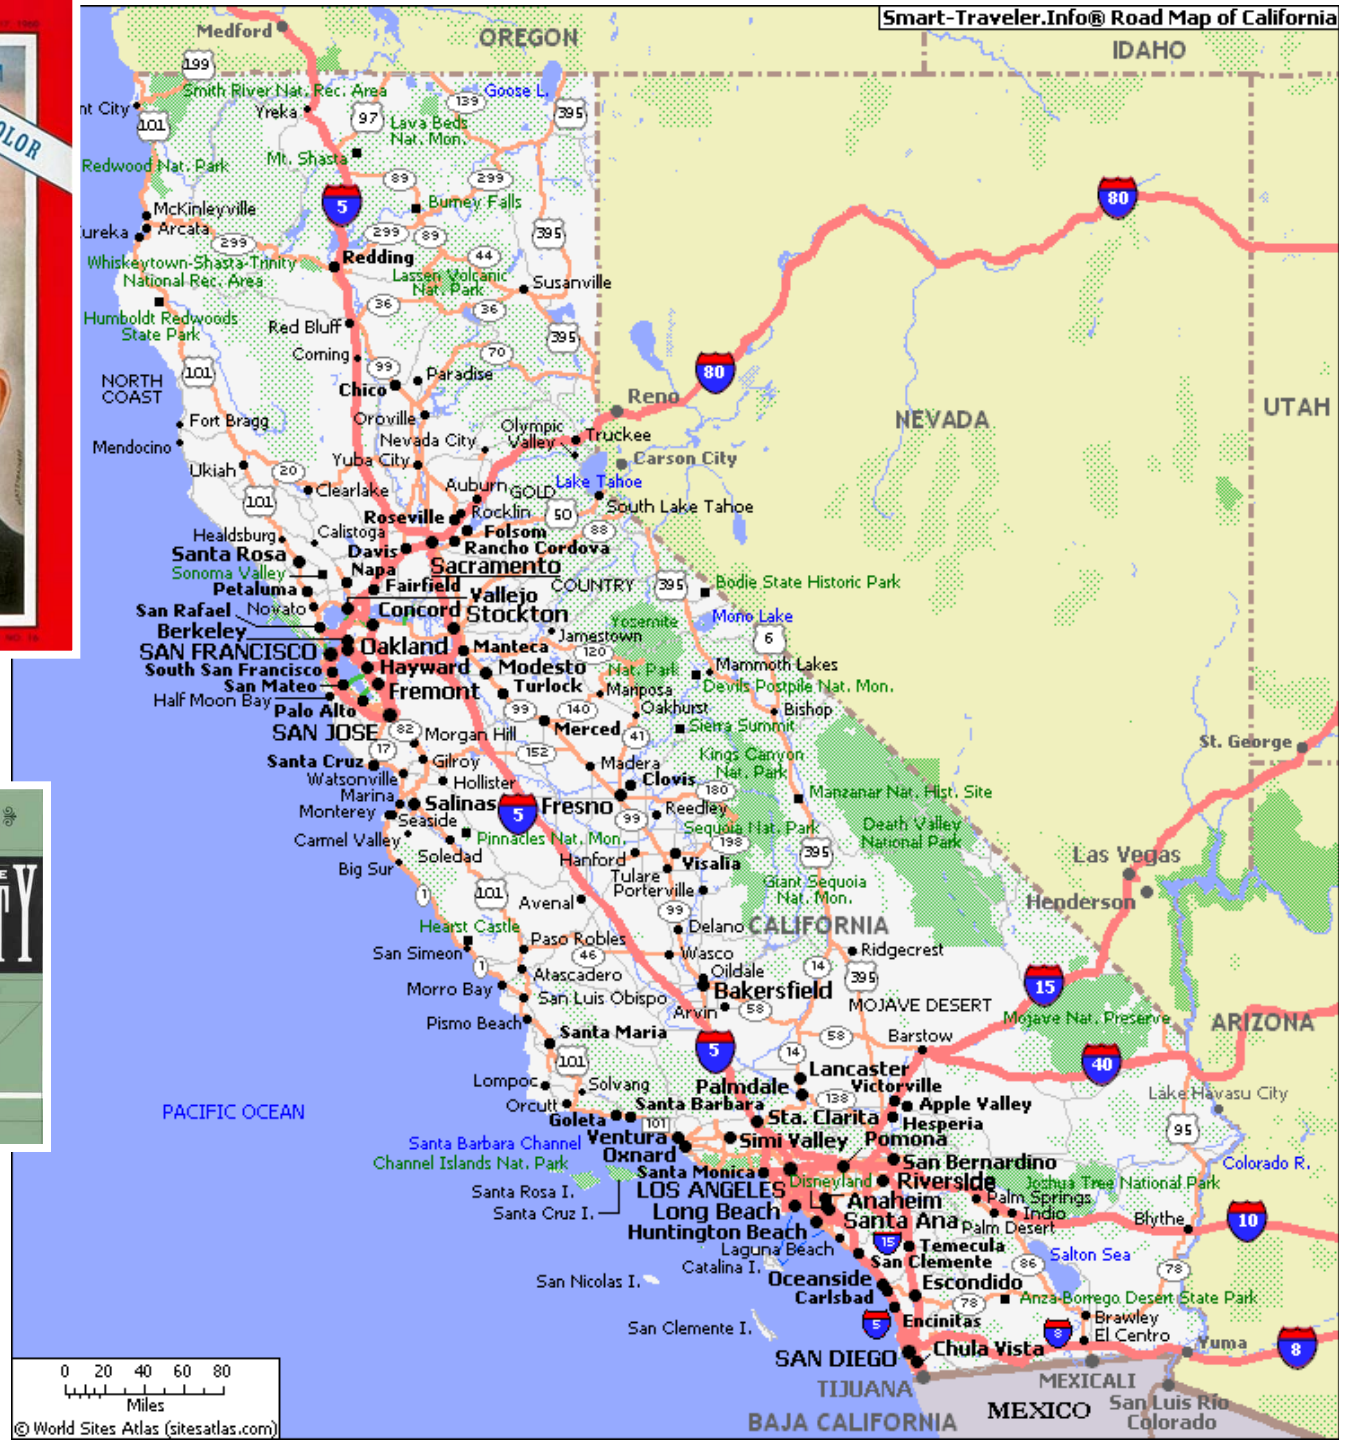 Smart-Traveler.Info® Road Map of California
Medford
OREGON
IDAHO
199
Smith River Nat. Rec. Area
139
Goose L.
nt City
Yreka
97
395
101
Lava Beds
Nat. Mon.
Redwood Nat. Park
Mt. Shasta
OLOR
89
299
5
Burney Falls
80
McKinleyville
Arcata
ureka
299
299
89
395
Redding
44
Whiskeytown-Shasta-Trinity
National Rec. Area
Lassen Volcanic
Nat. Park
Susanville
36
36
Humboldt Redwoods
State Park
Red Bluff
395
Corning
70
99
101
80
NORTH
COAST
Paradise
Chico
Reno
UTAH
Fort Bragg
Oroville
NEVADA
Mendocino
Nevada City
Olympic
Valley
Truckee
Ukiah
20
Yuba City
Carson City
Clearlake
Auburn
GOLD
Lake Tahoe
101
South Lake Tahoe
Roseville
Rocklin
50
Healdsburg
Calistoga
Folsom
88
Santa Rosa
Davis
Rancho Cordova
Sonoma Valley
Napa
Sacramento
Petaluma
Fairfield
COUNTRY
395
Bodie State Historic Park
San Rafael
Novato
Vallejo
Concord
Stockton
Yosemite
Nat. Park
Mono Lake
Berkeley
Jamestown
6
SAN FRANCISCO
Oakland
Manteca
120
South San Francisco
Hayward
Modesto
Mammoth Lakes
San Mateo
Fremont
Turlock
Mariposa
Devils Postpile Nat. Mon.
Half Moon Bay
Palo Alto
99
140
Oakhurst
Bishop
SAN JOSE
82
Morgan Hill
Merced
41
Sierra Summit
St. George
17
152
Kings Canyon
Nat. Park
Santa Cruz
Gilroy
Madera
Watsonville
Hollister
Clovis
Marina
Salinas
5
Fresno
180
Manzanar Nat. Hist. Site
Monterey
Seaside
99
Reedley
Carmel Valley
Pinnacles Nat. Mon.
Sequoia Nat. Park
Death Valley
National Park
Soledad
198
395
Las Vegas
Big Sur
Hanford
Visalia
Tulare
Porterville
Giant Sequoia
Nat. Mon.
Henderson
1
101
Avenal
99
TY
Hearst Castle
Delano
CALIFORNIA
Paso Robles
San Simeon
46
Wasco
Ridgecrest
1
Atascadero
Oildale
14
395
15
Morro Bay
San Luis Obispo
Bakersfield
MOJAVE DESERT
Pismo Beach
Arvin
58
Mojave Nat. Preserve
ARIZONA
Santa Maria
58
Barstow
101
5
14
40
Lompoc
Solvang
Lancaster
Palmdale
Victorville
Lake Havasu City
Orcutt
Santa Barbara
138
Apple Valley
PACIFIC OCEAN
Goleta
101
Sta. Clarita
Hesperia
95
Santa Barbara Channel
Ventura
Simi Valley
Pomona
Channel Islands Nat. Park
Oxnard
San Bernardino
Colorado R.
Santa Monica
Disneyland
Riverside
Joshua Tree National Park
Santa Rosa I.
LOS ANGELES
Anaheim
Palm Springs
Santa Cruz I.
Long Beach
Santa Ana
Indio
Palm Desert
Blythe
10
Huntington Beach
15
Temecula
Laguna Beach
San Clemente
Salton Sea
Catalina I.
86
78
San Nicolas I.
Oceanside
Escondido
Carlsbad
78
Anza-Borrego Desert State Park
San Clemente I.
5
Encinitas
8
Brawley
El Centro
Yuma
8
SAN DIEGO
Chula Vista
TIJUANA
MEXICALI
MEXICO
San Luis Río
Colorado
BAJA CALIFORNIA
0 20 40 60 80
Miles
© World Sites Atlas (sitesatlas.com)